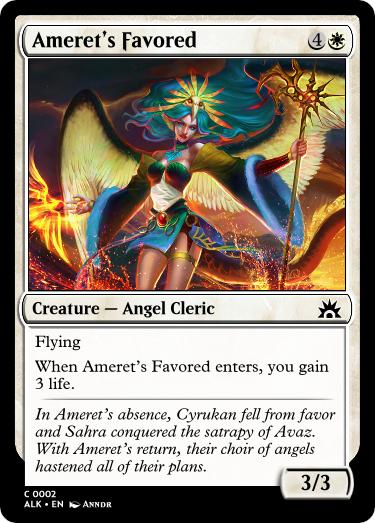 Ameret's Favored 4
Creature — Angel Cleric
Flying
When Ameret's Favored enters, you gain
3 life.
In Ameret's absence, Cyrukan fell from favor
and Sahra conquered the satrapy of Avaz.
With Ameret's return, their choir of angels
hastened all of their plans.
3/3
C 0002
ALK • EN Anndr